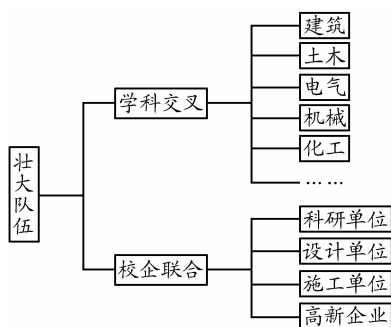 壮大队伍
学科交叉
建筑
土木
电气
机械
化工
……
校企联合
科研单位
设计单位
施工单位
高新企业